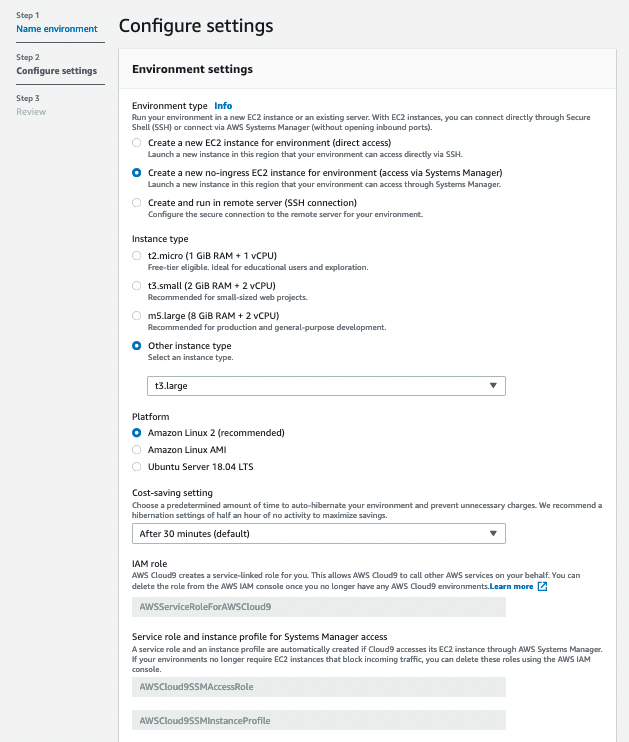 Step 1
Name environment
Step 2
Configure settings
Step 3
Review
Configure settings
Environment settings
Environment type Info
Run your environment in a new EC2 instance or an existing server. With EC2 instances, you can connect directly through Secure
Shell (SSH) or connect via AWS Systems Manager (without opening inbound ports).
Create a new EC2 instance for environment (direct access)
Launch a new instance in this region that your environment can access directly via SSH.
Create a new no-ingress EC2 instance for environment (access via Systems Manager)
Launch a new instance in this region that your environment can access through Systems Manager.
Create and run in remote server (SSH connection)
Configure the secure connection to the remote server for your environment.
Instance type
t2.micro (1 GiB RAM + 1 vCPU)
Free-tier eligible. Ideal for educational users and exploration.
t3.small (2 GiB RAM + 2 vCPU)
Recommended for small-sized web projects.
m5.large (8 GiB RAM + 2 vCPU)
Recommended for production and general-purpose development.
Other instance type
Select an instance type.
t3.large
Platform
Amazon Linux 2 (recommended)
Amazon Linux AMI
Ubuntu Server 18.04 LTS
Cost-saving setting
Choose a predetermined amount of time to auto-hibernate your environment and prevent unnecessary charges. We recommend a
hibernation settings of half an hour of no activity to maximize savings.
After 30 minutes (default)
IAM role
AWS Cloud9 creates a service-linked role for you. This allows AWS Cloud9 to call other AWS services on your behalf. You can
delete the role from the AWS IAM console once you no longer have any AWS Cloud9 environments.Learn more
AWSServiceRoleForAWSCloud9
Service role and instance profile for Systems Manager access
A service role and an instance profile are automatically created if Cloud9 accesses its EC2 instance through AWS Systems Manager.
If your environments no longer require EC2 instances that block incoming traffic, you can delete these roles using the AWS IAM
console.
AWSCloud9SSMAccessRole
AWSCloud9SSMInstanceProfile